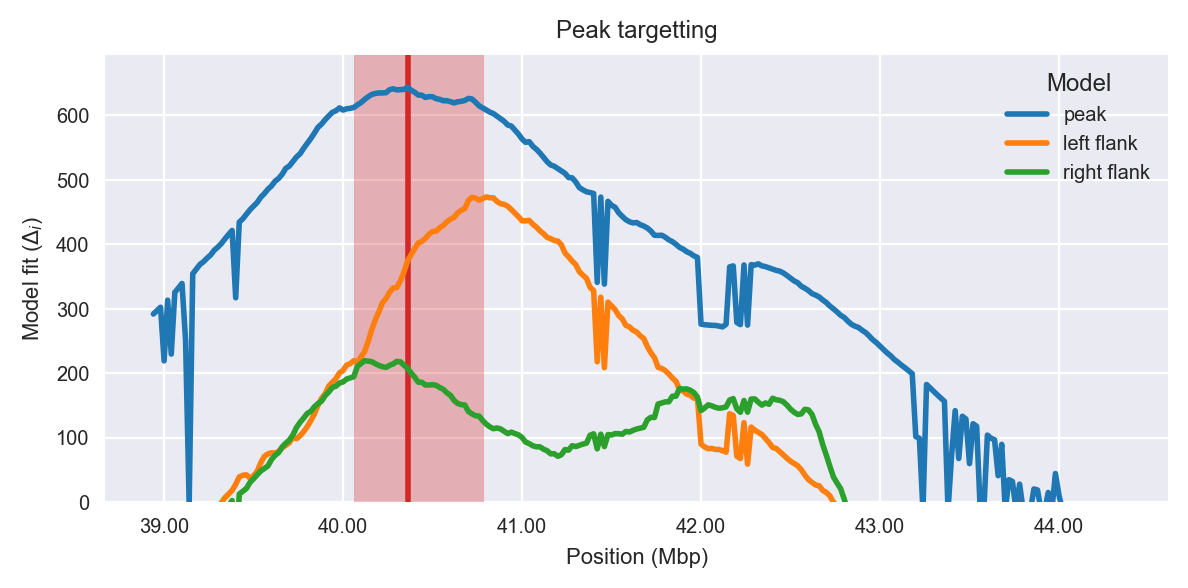 Peak targetting
Model fit (Δi)
600
500
400
300
200
100
0
Model
peak
left flank
right flank
39.00 40.00 41.00 42.00 43.00 44.00
Position (Mbp)